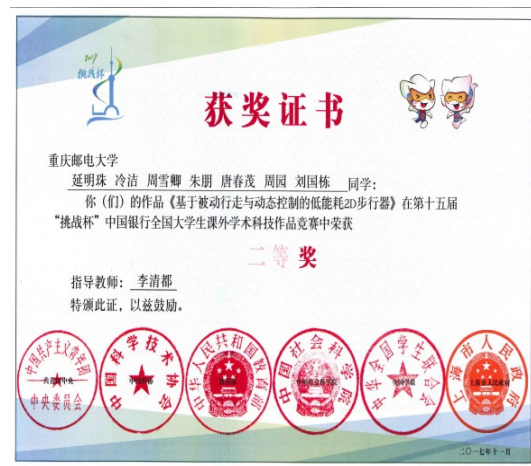 2017
挑战杯
获奖证书
重庆邮电大学
延明珠 冷洁 周雪卿 朱朋 唐春茂 周园 刘国栋 同学:
你（们）的作品《基于被动行走与动态控制的低能耗2D步行器》在第十五届
“挑战杯”中国银行全国大学生课外学术科技作品竞赛中荣获
二等 奖
指导教师: 李清都
特颁此证,以兹鼓励。
中国共产主义青年团
中央委员会
中国科学技术协会
中华人民共和国教育部
中国社会科学院
中华全国学生联合会
上海市人民政府
二〇一七年十一月